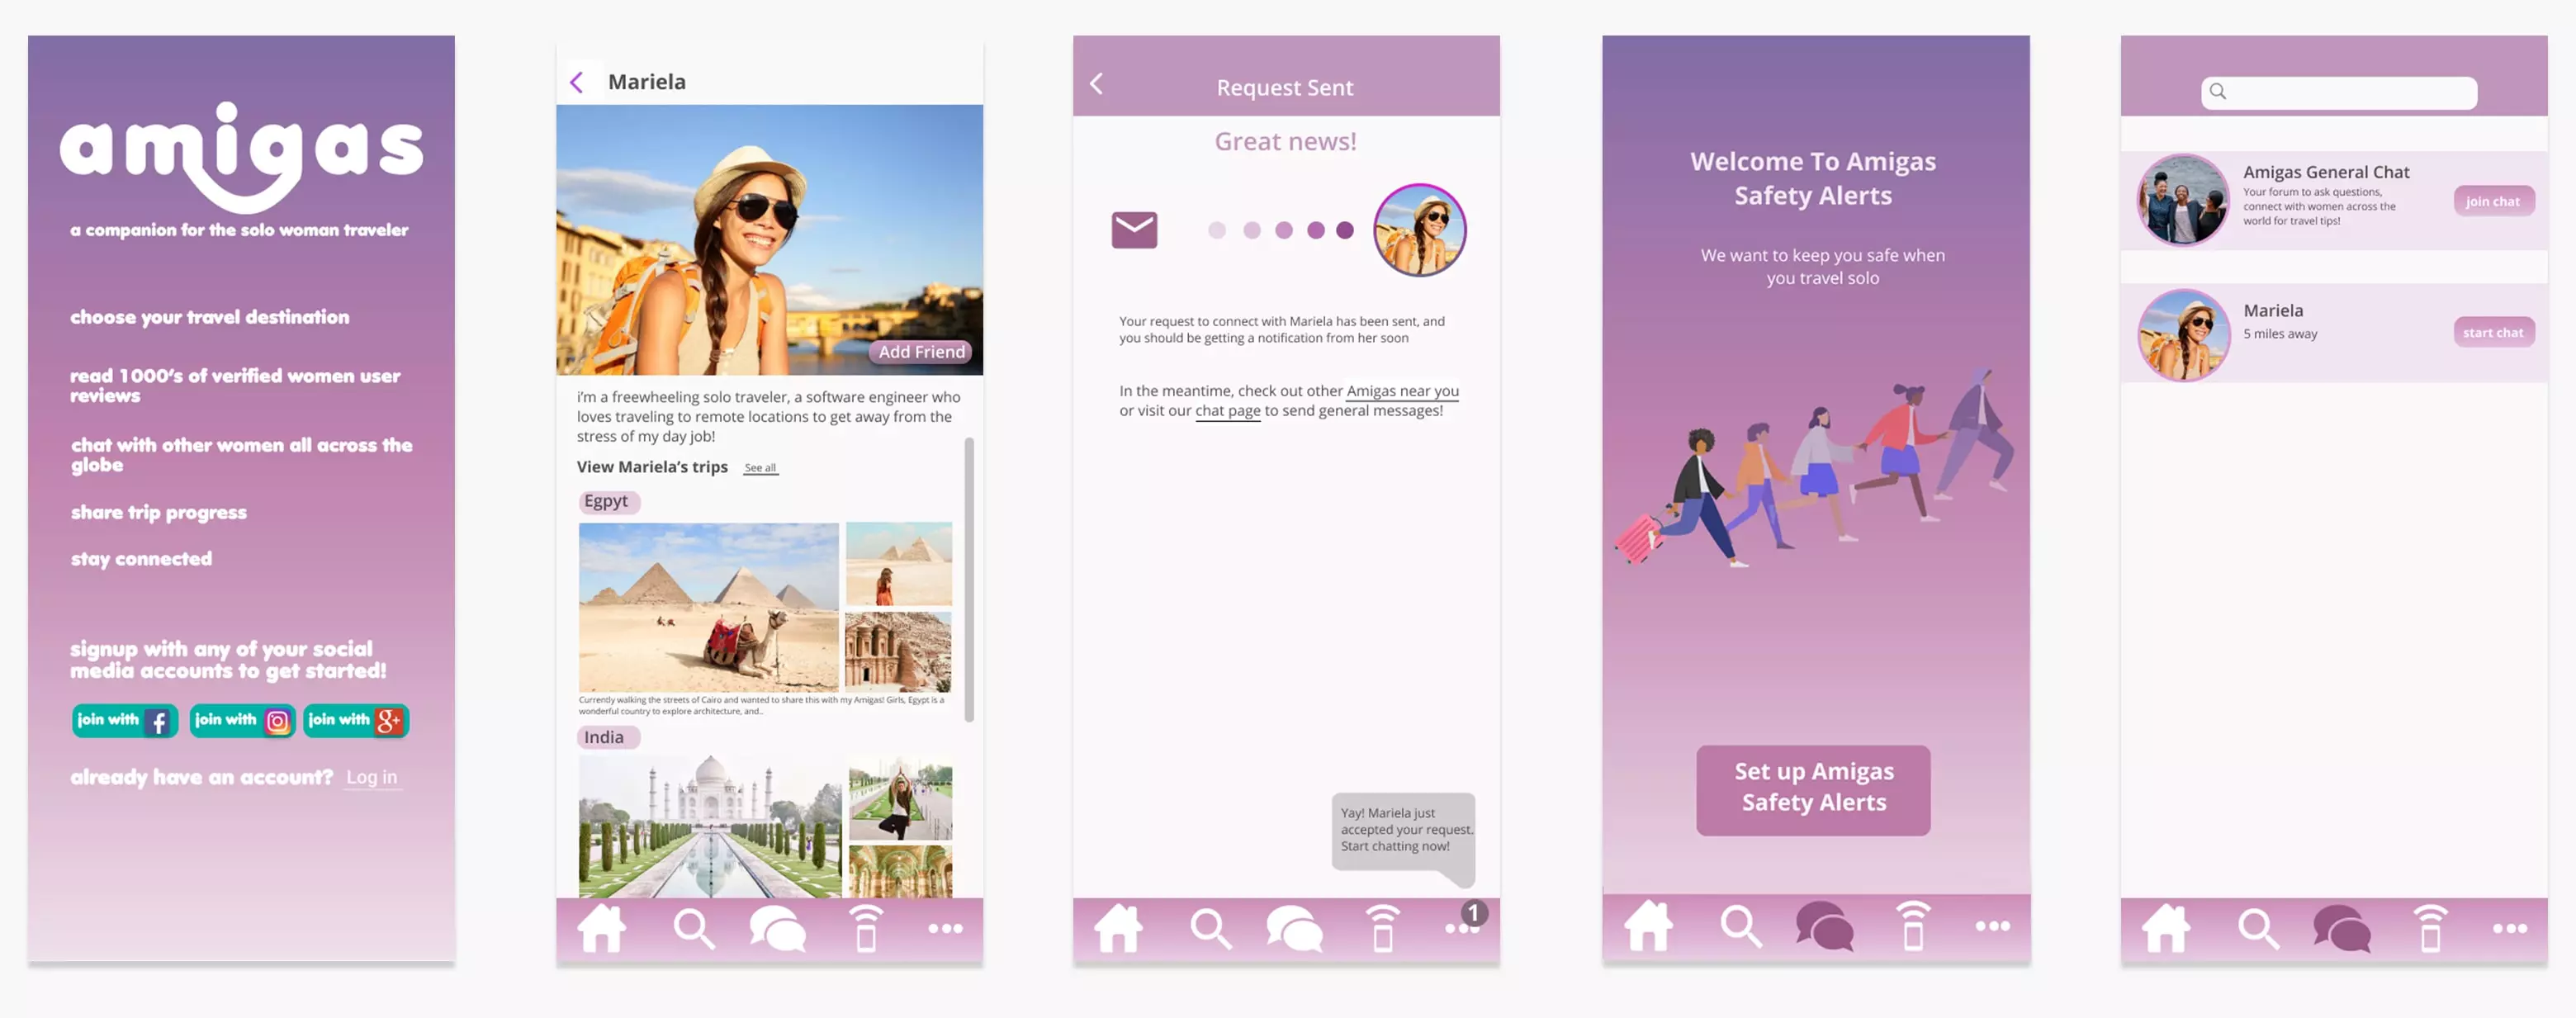 amigas
a companion for the solo woman traveler
choose your travel destination
read 1000's of verified women user
reviews
chat with other women all across the
globe
share trip progress
stay connected
signup with any of your social
media accounts to get started!
join with f
join with
join with g+
already have an account? Log in
Mariela
Add Friend
i'm a freewheeling solo traveler, a software engineer who
loves traveling to remote locations to get away from the
stress of my day job!
View Mariela's trips See all
Egpyt
Currently walking the streets of Cairo and wanted to share this with my Amigas! Girls, Egypt is a
wonderful country to explore architecture, and..
India
Request Sent
Great news!
Your request to connect with Mariela has been sent, and
you should be getting a notification from her soon
In the meantime, check out other Amigas near you
or visit our chat page to send general messages!
Yay! Mariela just
accepted your request.
Start chatting now!
1
Welcome To Amigas
Safety Alerts
We want to keep you safe when
you travel solo
Set up Amigas
Safety Alerts
Amigas General Chat
Your forum to ask questions,
connect with women across the
world for travel tips!
join chat
Mariela
5 miles away
start chat